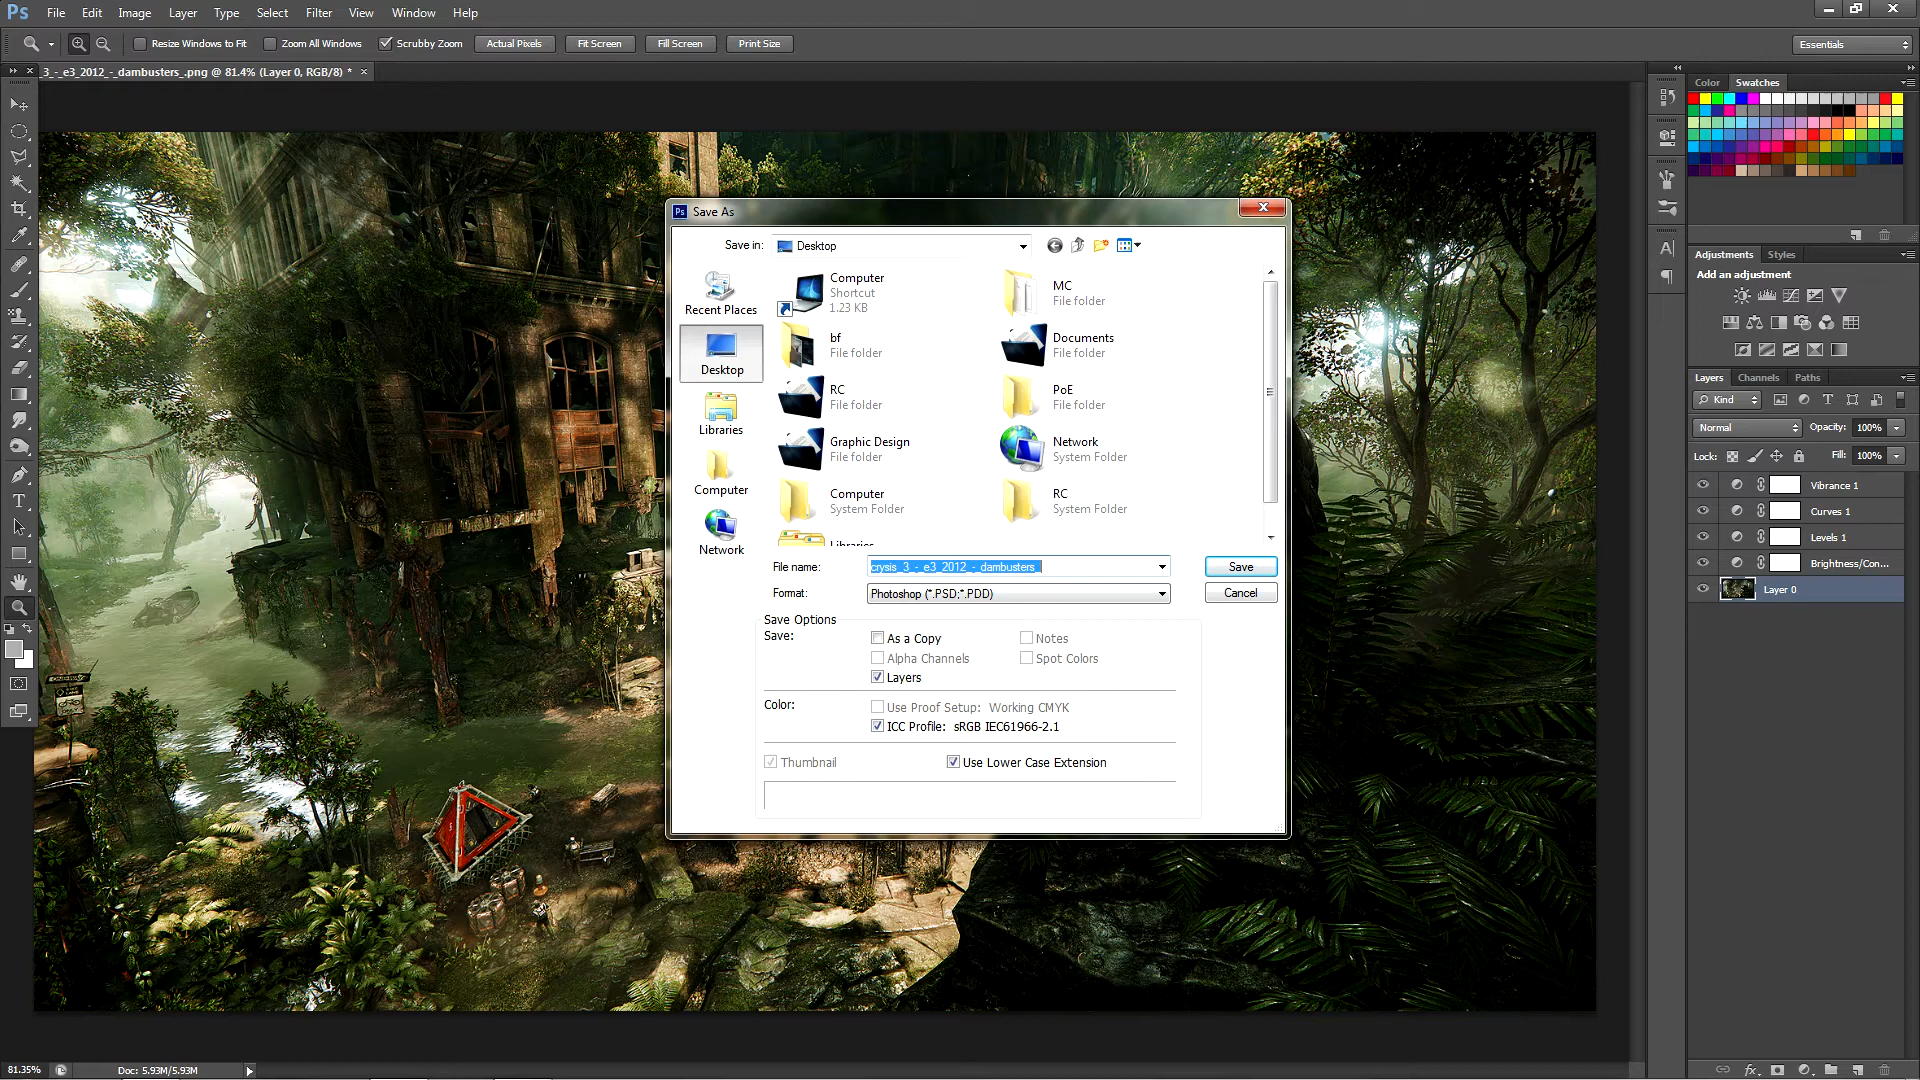 Ps File Edit Image Layer Type Select Filter View Window Help
Resize Windows to Fit Zoom All Windows Scrubby Zoom Actual Pixels Fit Screen Fill Screen Print Size Essentials
_3_-_e3_2012_-_dambusters_.png @ 81.4% (Layer 0, RGB/8) *
Color Swatches
Ps Save As
Save in: Desktop
Recent Places
Desktop
Libraries
Computer
Network
Computer
Shortcut
1.23 KB
MC
File folder
bf
File folder
Documents
File folder
RC
File folder
PoE
File folder
Graphic Design
File folder
Network
System Folder
Computer
System Folder
RC
System Folder
Libraries
File name: crysis_3_-_e3_2012_-_dambusters_
Save
Format: Photoshop (*.PSD;*.PDD)
Cancel
Save Options
Save:
As a Copy
Notes
Alpha Channels
Spot Colors
Layers
Color:
Use Proof Setup: Working CMYK
ICC Profile: sRGB IEC61966-2.1
Thumbnail
Use Lower Case Extension
Adjustments Styles
Add an adjustment
Layers Channels Paths
Kind
Normal Opacity: 100%
Lock: Fill: 100%
Vibrance 1
Curves 1
Levels 1
Brightness/Con...
Layer 0
81.35% Doc: 5.93M/5.93M